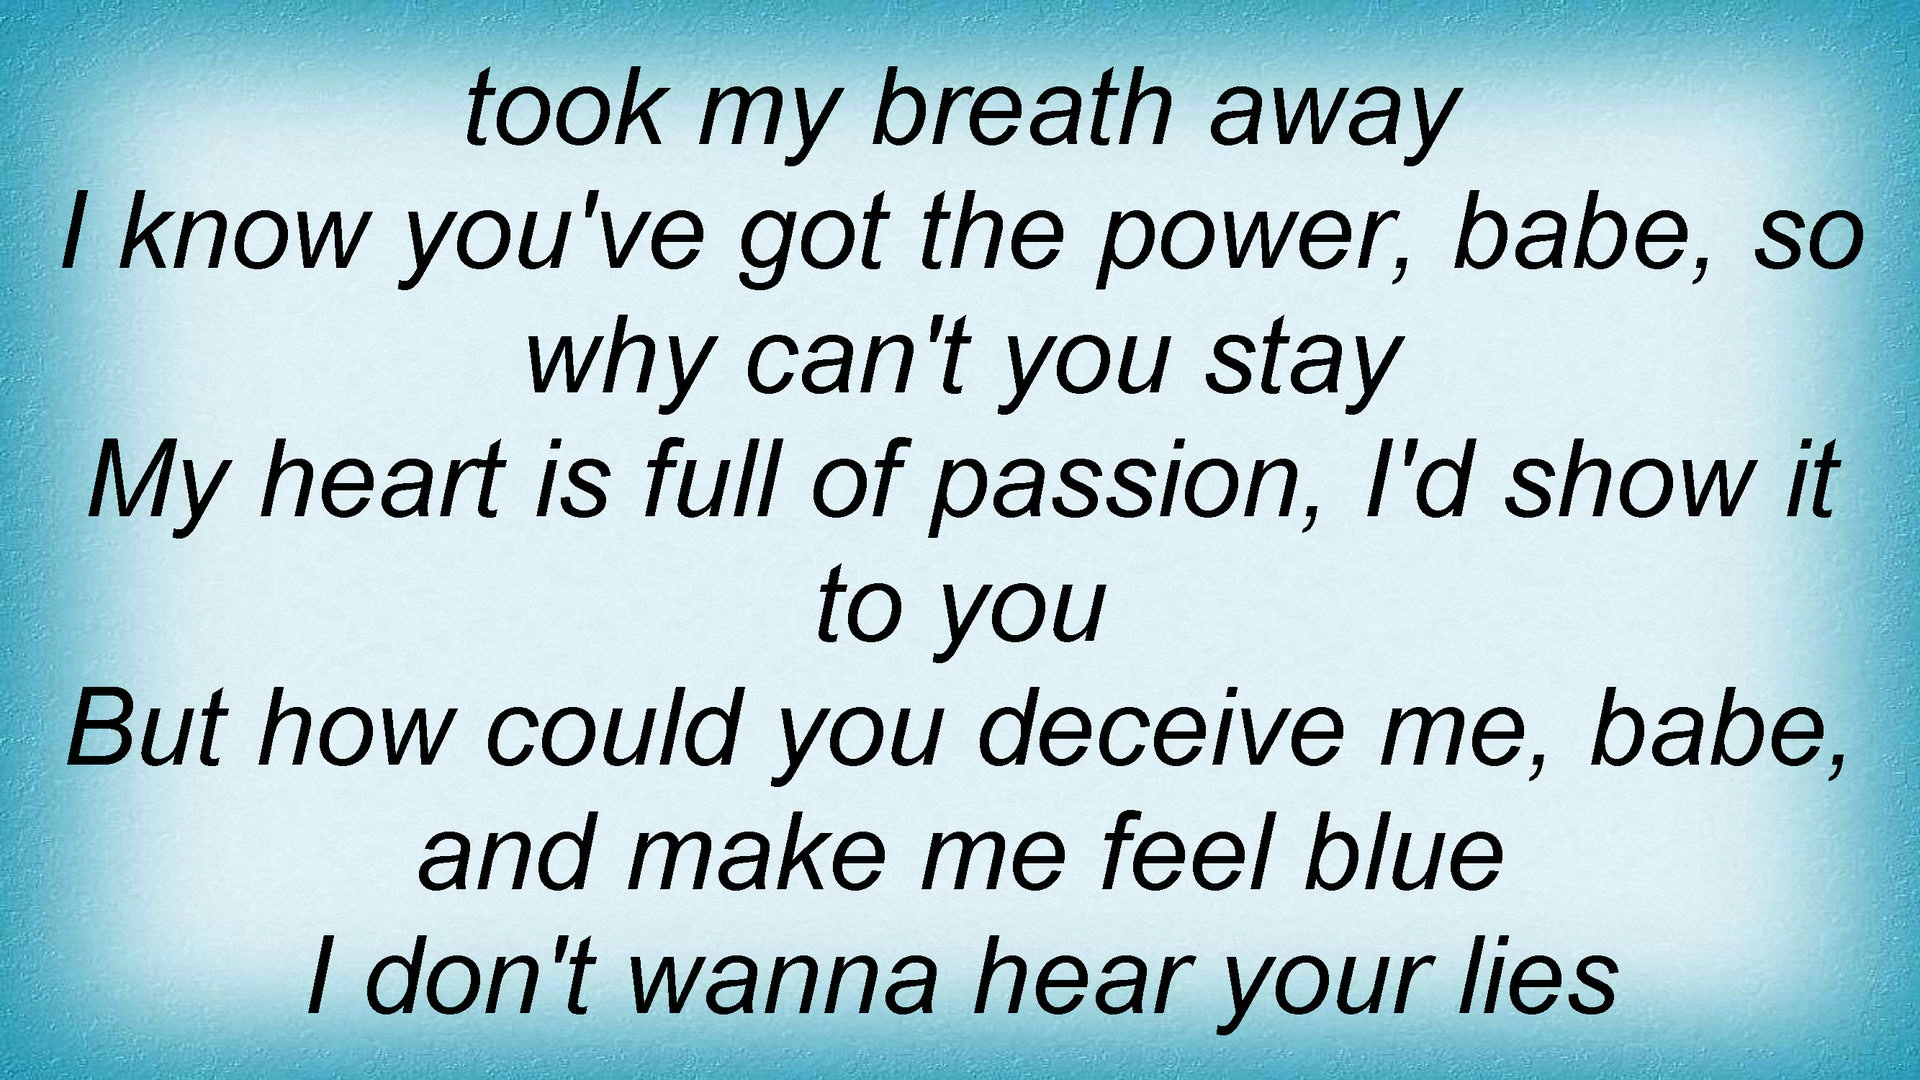 took my breath away
I know you've got the power, babe, so
why can't you stay
My heart is full of passion, I'd show it
to you
But how could you deceive me, babe,
and make me feel blue
I don't wanna hear your lies